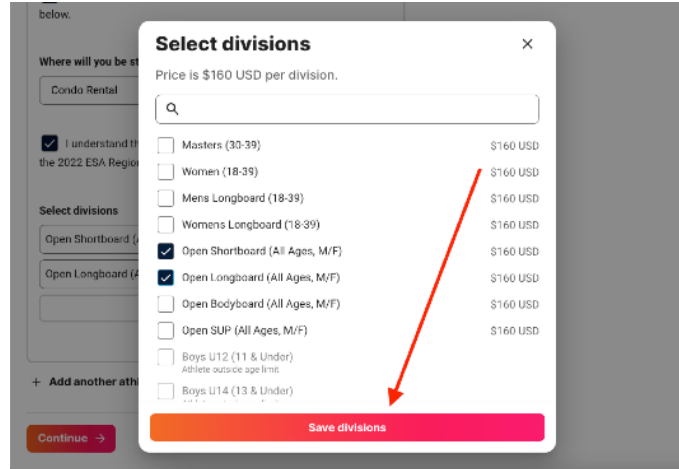 below.
Select divisions
Price is $160 USD per division.
Where will you be st
Condo Rental
I understand th
the 2022 ESA Region
Select divisions
Open Shortboard (
Open Longboard (A
+ Add another athl
Continue →
Masters (30-39) $160 USD
Women (18-39) $160 USD
Mens Longboard (18-39) $160 USD
Womens Longboard (18-39) $160 USD
Open Shortboard (All Ages, M/F) $160 USD
Open Longboard (All Ages, M/F) $160 USD
Open Bodyboard (All Ages, M/F) $160 USD
Open SUP (All Ages, M/F) $160 USD
Boys U12 (11 & Under)
Athlete outside age limit
Boys U14 (13 & Under)
Save divisions